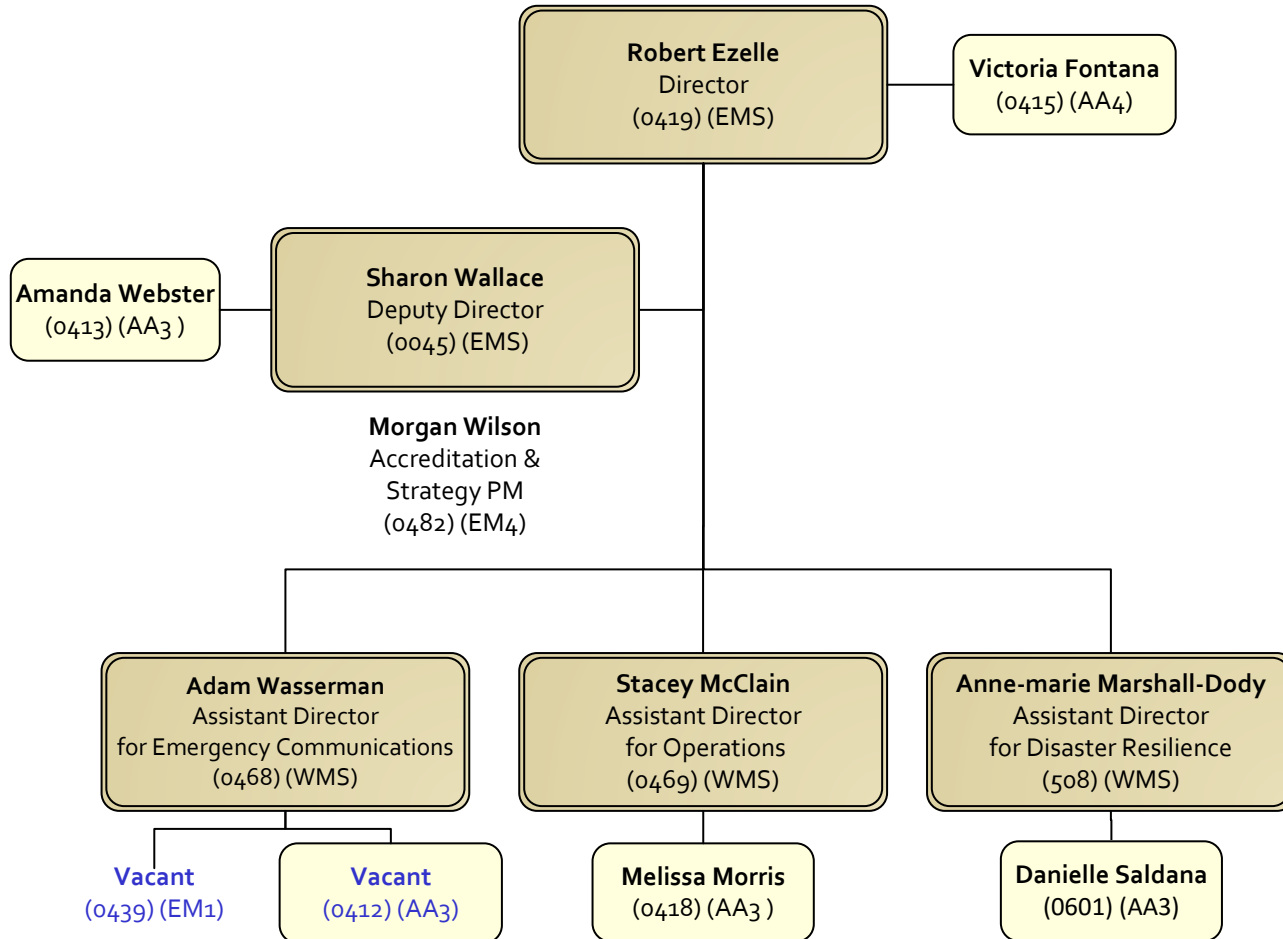 Robert Ezelle
Director
(0419) (EMS)
Victoria Fontana
(0415) (AA4)
Sharon Wallace
Deputy Director
(0045) (EMS)
Amanda Webster
(0413) (AA3 )
Morgan Wilson
Accreditation &
Strategy PM
(0482) (EM4)
Adam Wasserman
Assistant Director
for Emergency Communications
(0468) (WMS)
Stacey McClain
Assistant Director
for Operations
(0469) (WMS)
Anne-marie Marshall-Dody
Assistant Director
for Disaster Resilience
(508) (WMS)
Vacant
(0439) (EM1)
Vacant
(0412) (AA3)
Melissa Morris
(0418) (AA3 )
Danielle Saldana
(0601) (AA3)